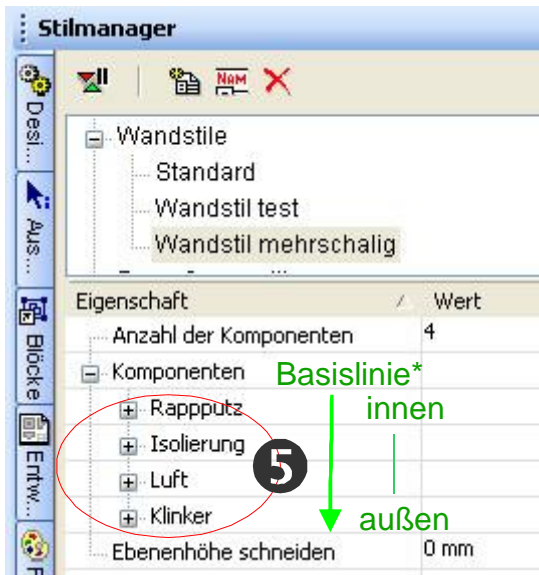 Stilmanager
NAM
Wandstile
Standard
Wandstil test
Wandstil mehrschalig
Eigenschaft Wert
Anzahl der Komponenten 4
Komponenten Basislinie*
Rappputz innen
Isolierung
Luft
Klinker außen
5
Ebenenhöhe schneiden 0 mm
Desi...
Aus...
Blöcke
Entw...